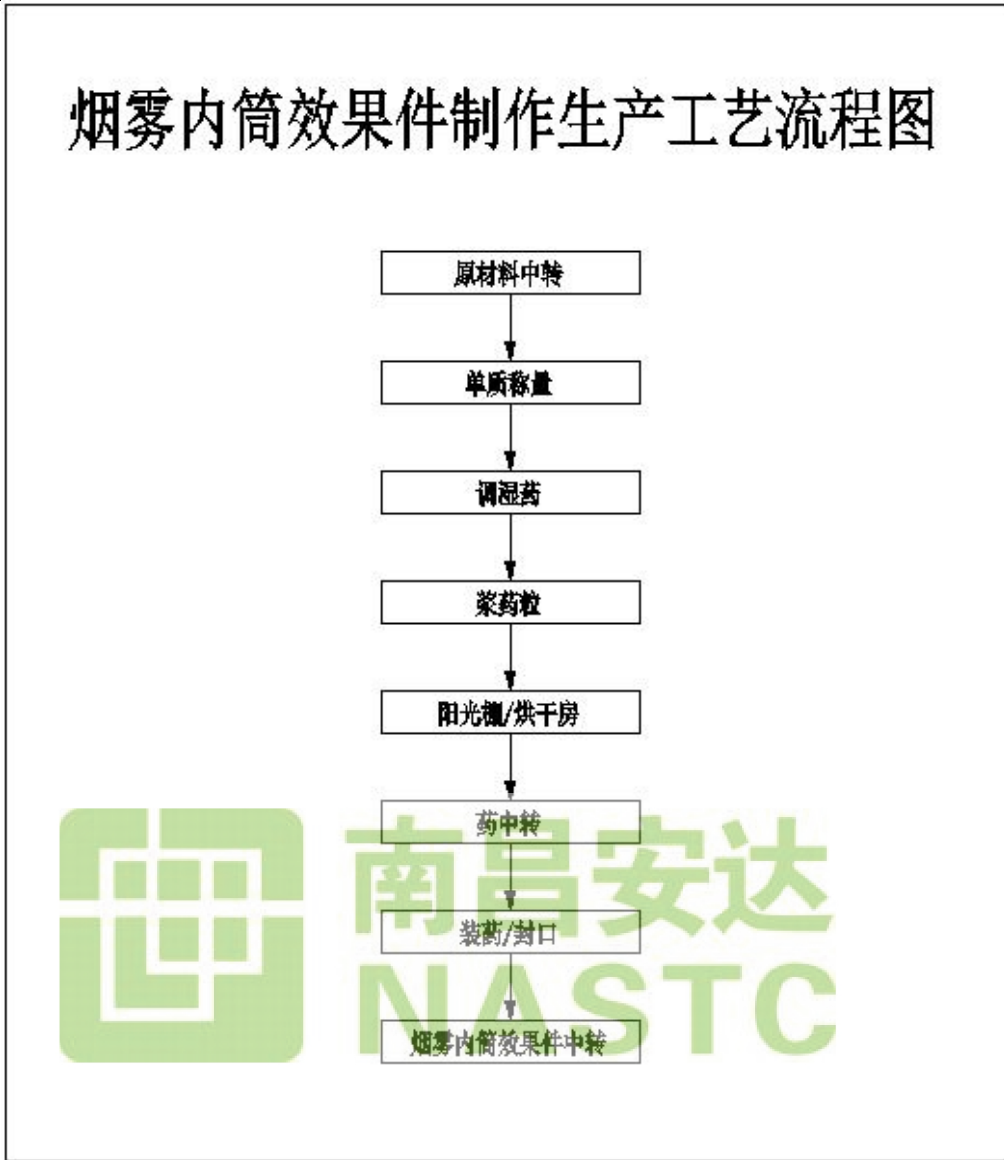 烟雾内筒效果件制作生产工艺流程图
原材料中转
单质称量
调湿药
浆药粒
阳光棚/烘干房
药中转
装药/封口
烟雾内筒效果件中转
南昌安达
NASTC